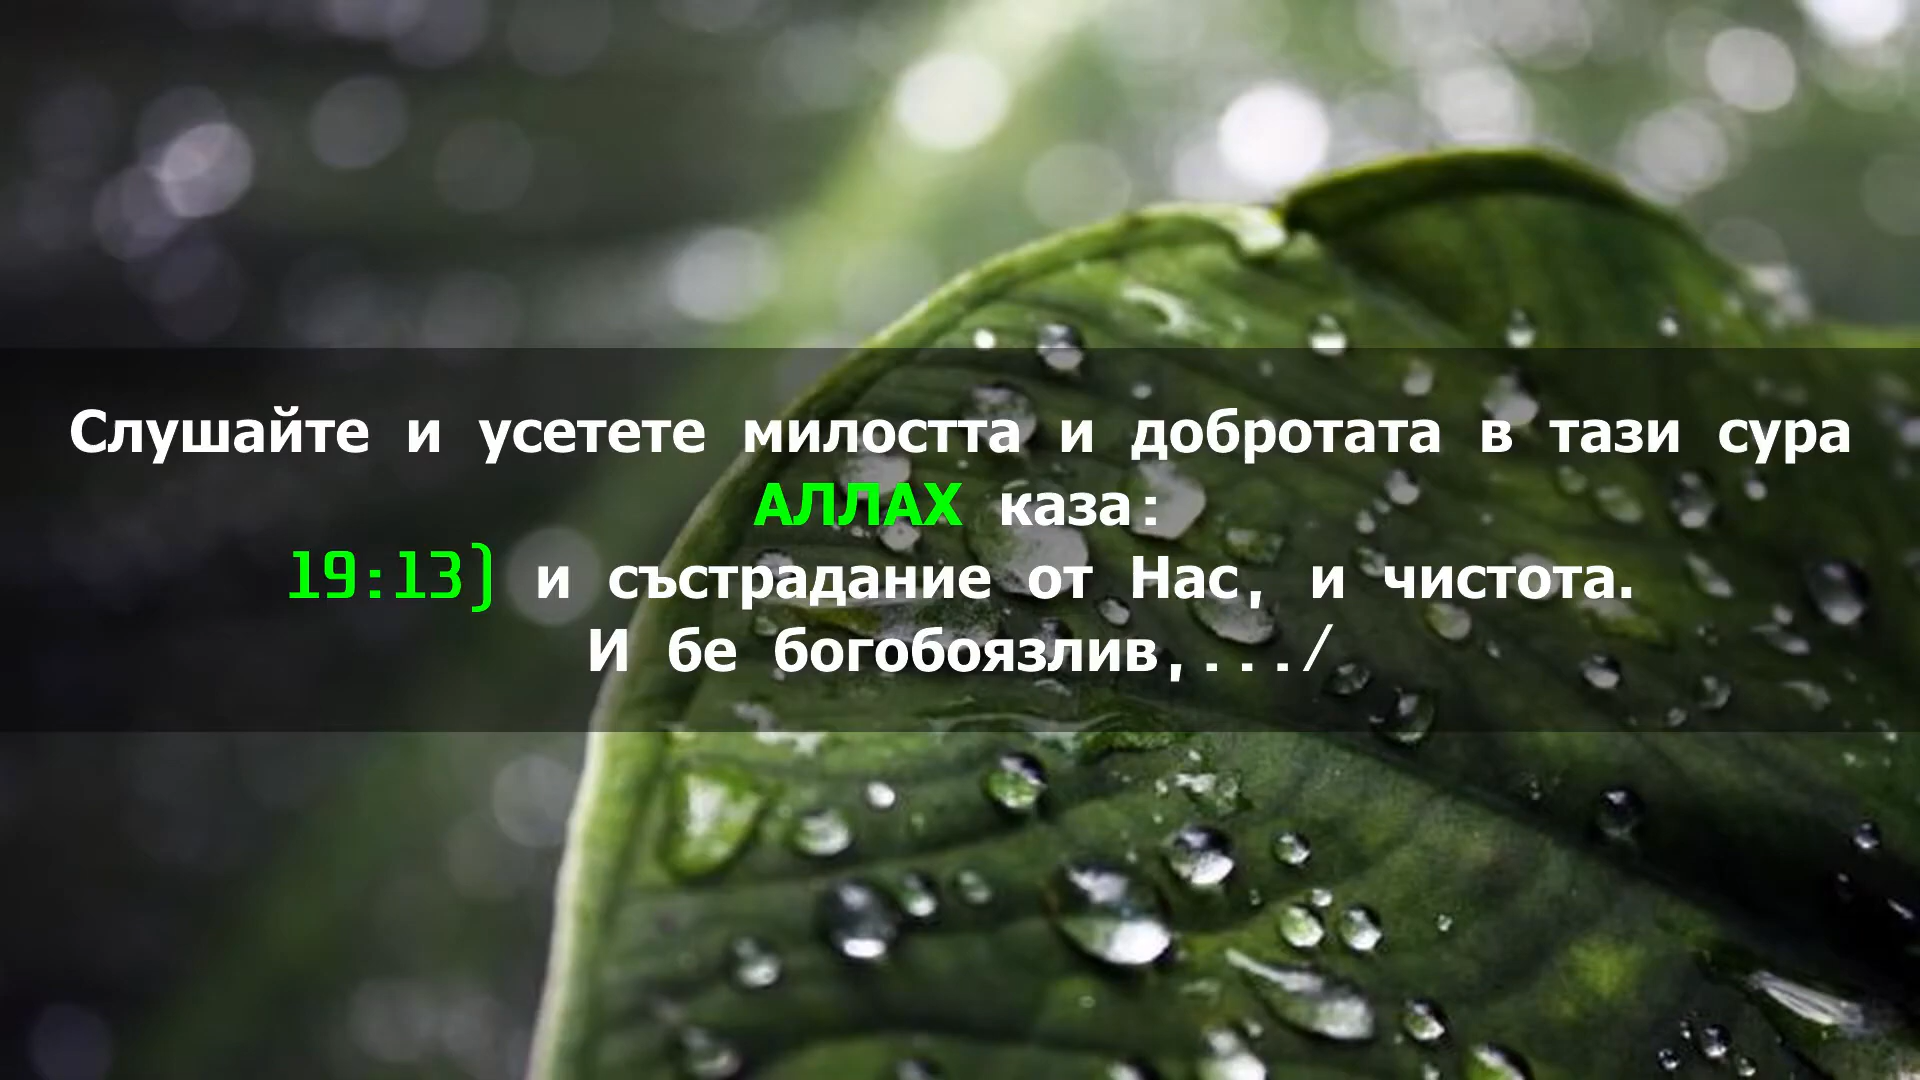 Слушайте и усетете милостта и добротата в тази сура
АЛЛАХ каза:
19:13) и състрадание от Нас, и чистота.
И бе богобоязлив,.../